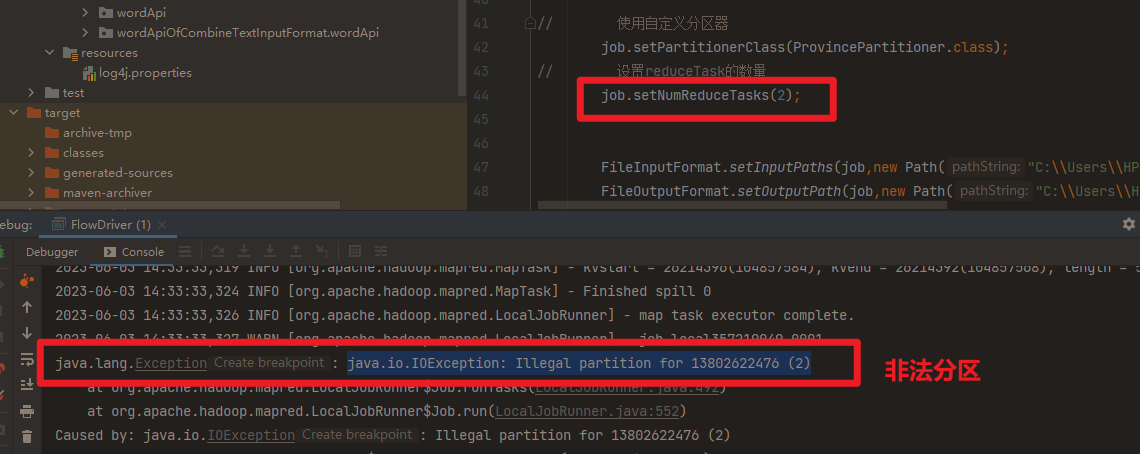 wordApi
wordApiOfCombineTextInputFormat.wordApi
resources
log4j.properties
test
target
archive-tmp
classes
generated-sources
maven-archiver
41 // 使用自定义分区器
42 job.setPartitionerClass(ProvincePartitioner.class);
43 // 设置reduceTask的数量
44 job.setNumReduceTasks(2);
45
46
47 FileInputFormat.setInputPaths(job,new Path( pathString: "C:\\Users\\HP
48 FileOutputFormat.setOutputPath(job,new Path( pathString: "C:\\Users\\H
ebug: FlowDriver (1) ×
Debugger Console
2023-06-03 14:33:33,319 INFO [org.apache.hadoop.mapred.MapTask] - kvstart = 26214396(104857584); kvend = 26214392(104857568); length = 5
2023-06-03 14:33:33,324 INFO [org.apache.hadoop.mapred.MapTask] - Finished spill 0
2023-06-03 14:33:33,326 INFO [org.apache.hadoop.mapred.LocalJobRunner] - map task executor complete.
2023-06-03 14:33:33,327 WARN [org.apache.hadoop.mapred.LocalJobRunner] - job_local357219069_0001
java.lang.Exception Create breakpoint : java.io.IOException: Illegal partition for 13802622476 (2)
非法分区
at org.apache.hadoop.mapred.LocalJobRunner$Job.runTasks(LocalJobRunner.java:492)
at org.apache.hadoop.mapred.LocalJobRunner$Job.run(LocalJobRunner.java:552)
Caused by: java.io.IOException Create breakpoint : Illegal partition for 13802622476 (2)